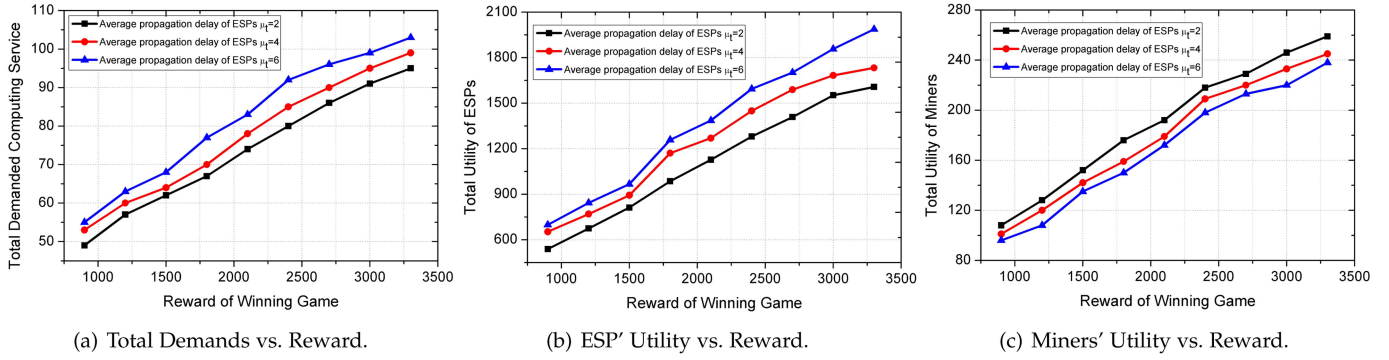 110
100
90
80
70
60
50
Total Demanded Computing Service
Average propagation delay of ESPs μt=2
Average propagation delay of ESPs μt=4
Average propagation delay of ESPs μt=6
1000 1500 2000 2500 3000 3500
Reward of Winning Game
(a) Total Demands vs. Reward.
2100
1800
1500
1200
900
600
Total Utility of ESPs
Average propagation delay of ESPs μt=2
Average propagation delay of ESPs μt=4
Average propagation delay of ESPs μt=6
1000 1500 2000 2500 3000 3500
Reward of Winning Game
(b) ESP' Utility vs. Reward.
280
240
200
160
120
80
Total Utility of Miners
Average propagation delay of ESPs μt=2
Average propagation delay of ESPs μt=4
Average propagation delay of ESPs μt=6
1000 1500 2000 2500 3000 3500
Reward of Winning Game
(c) Miners' Utility vs. Reward.